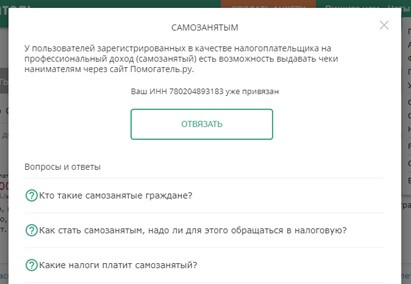 САМОЗАНЯТЫМ
У пользователей зарегистрированных в качестве налогоплательщика на
профессиональный доход (самозанятый) есть возможность выдавать чеки
нанимателям через сайт Помогатель.ру.
Ваш ИНН 780204893183 уже привязан
ОТВЯЗАТЬ
Вопросы и ответы
Кто такие самозанятые граждане?
Как стать самозанятым, надо ли для этого обращаться в налоговую?
Какие налоги платит самозанятый?